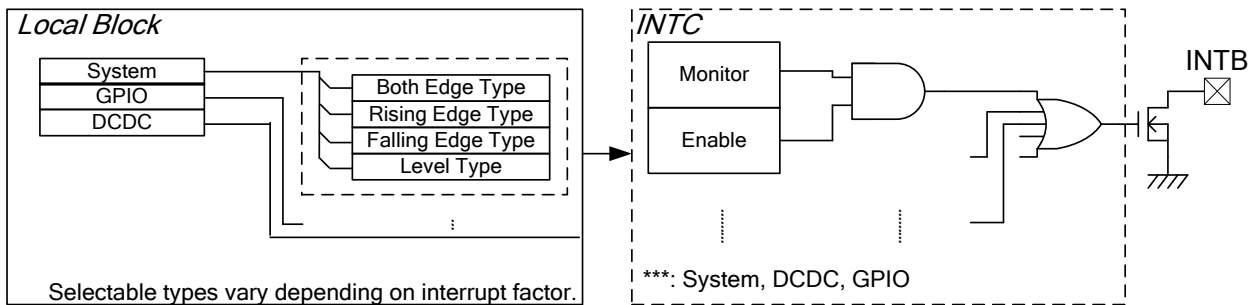 Local Block
System
GPIO
DCDC
Both Edge Type
Rising Edge Type
Falling Edge Type
Level Type
Selectable types vary depending on interrupt factor.
INTC
Monitor
Enable
***: System, DCDC, GPIO
INTB